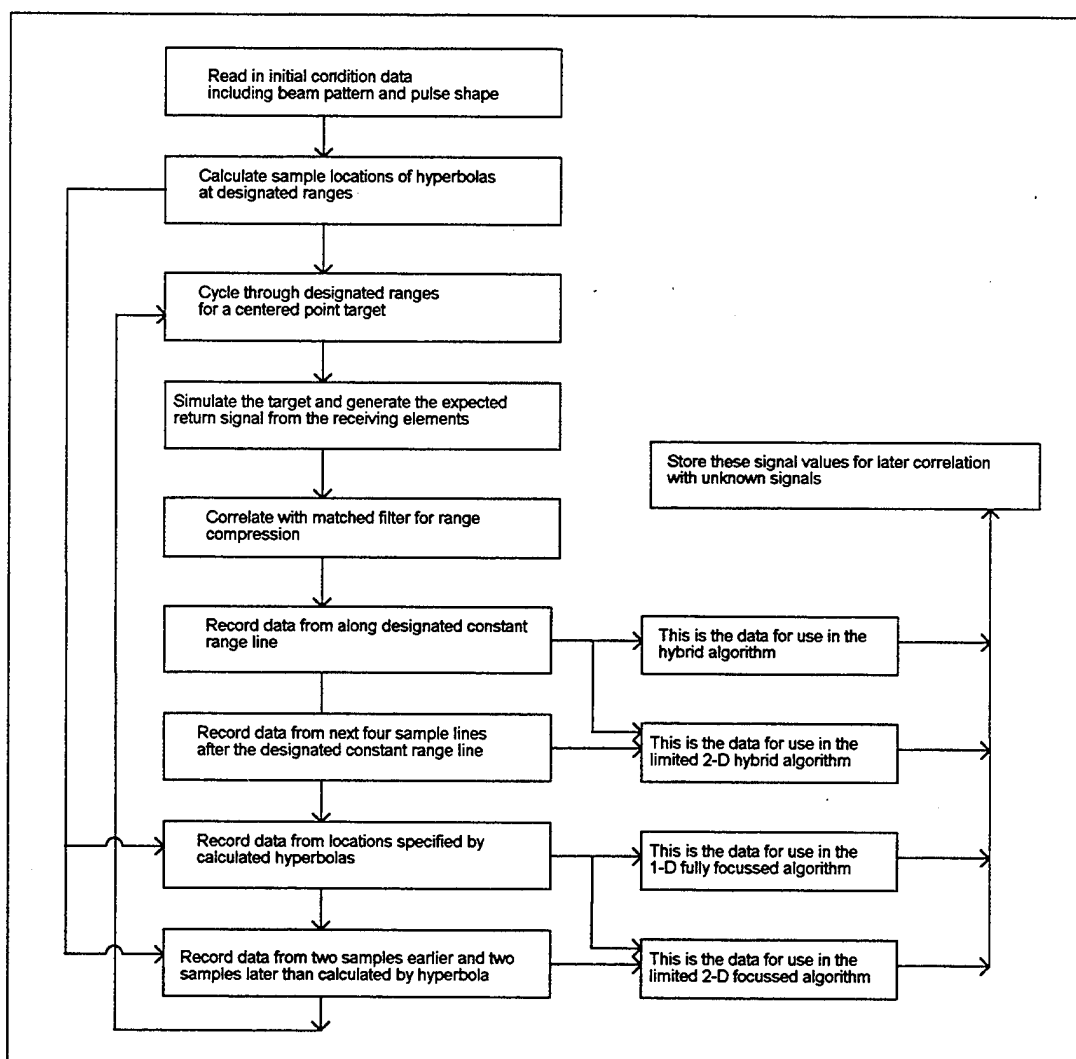 Read in initial condition data
including beam pattern and pulse shape
Calculate sample locations of hyperbolas
at designated ranges
Cycle through designated ranges
for a centered point target
Simulate the target and generate the expected
return signal from the receiving elements
Store these signal values for later correlation
with unknown signals
Correlate with matched filter for range
compression
Record data from along designated constant
range line
This is the data for use in the
hybrid algorithm
Record data from next four sample lines
after the designated constant range line
This is the data for use in the
limited 2-D hybrid algorithm
Record data from locations specified by
calculated hyperbolas
This is the data for use in the
1-D fully focussed algorithm
Record data from two samples earlier and two
samples later than calculated by hyperbola
This is the data for use in the
limited 2-D focussed algorithm